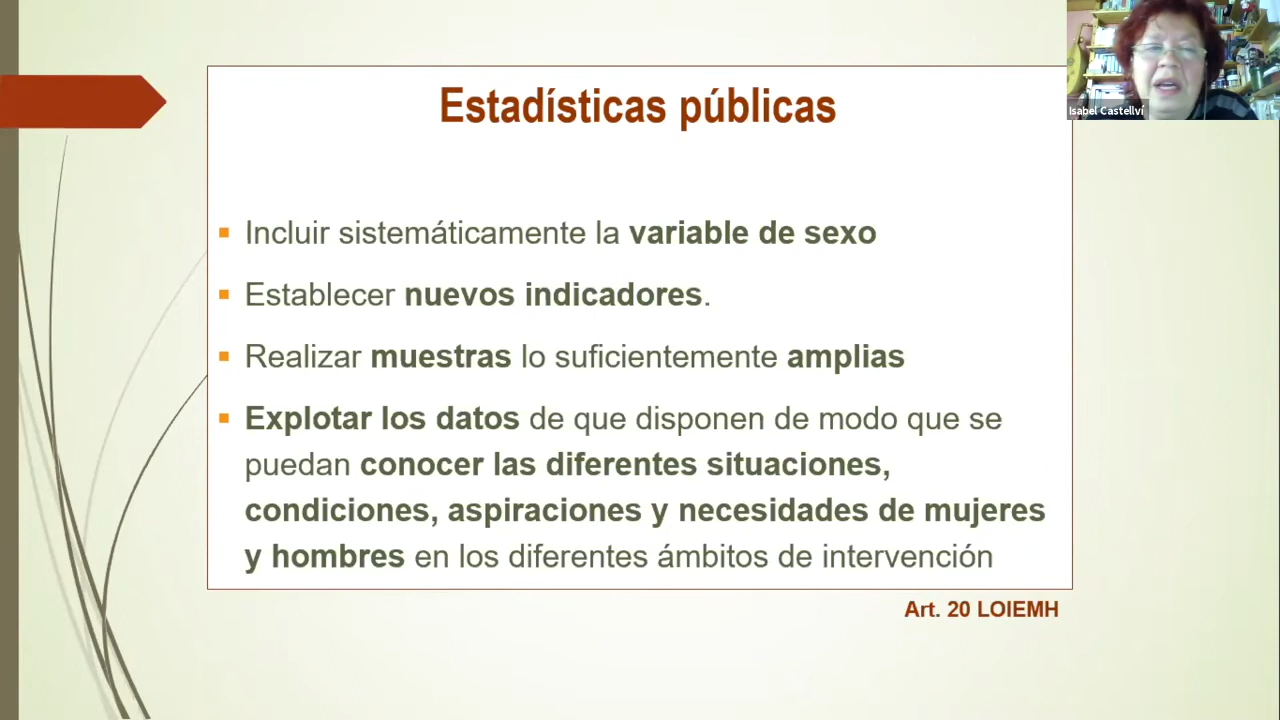 Estadísticas públicas
Isabel Castellví
Incluir sistemáticamente la variable de sexo
Establecer nuevos indicadores.
Realizar muestras lo suficientemente amplias
Explotar los datos de que disponen de modo que se
puedan conocer las diferentes situaciones,
condiciones, aspiraciones y necesidades de mujeres
y hombres en los diferentes ámbitos de intervención
Art. 20 LOIEMH